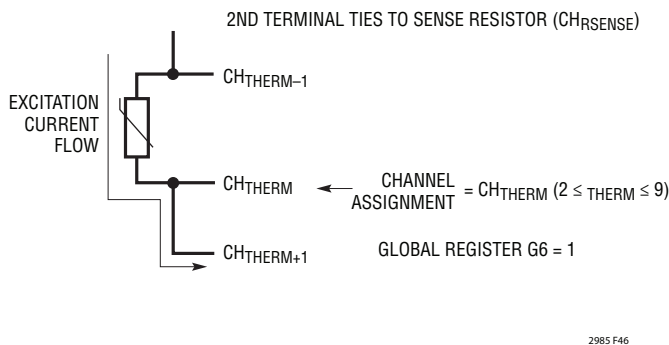 2ND TERMINAL TIES TO SENSE RESISTOR (CHRSENSE)
CHTHERM–1
EXCITATION
CURRENT
FLOW
CHTHERM
CHANNEL
ASSIGNMENT
= CHTHERM (2 ≤ THERM ≤ 9)
CHTHERM+1
GLOBAL REGISTER G6 = 1
2985 F46